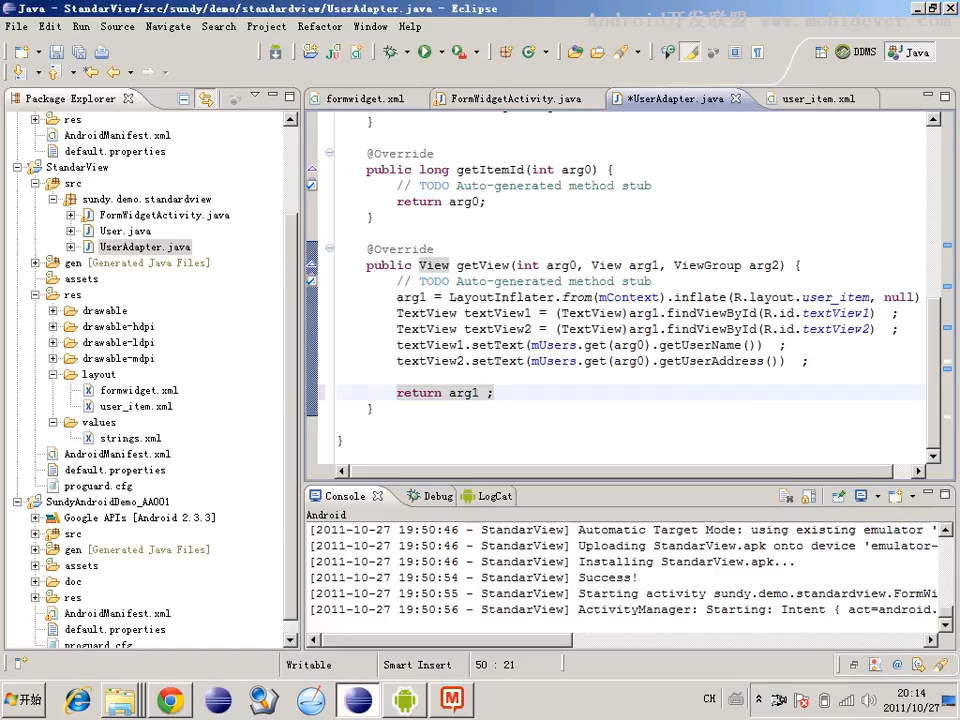 Java - StandarView/src/sundy/demo/standardview/UserAdapter.java - Eclipse
Android开发联盟 www.mobidever.com
File Edit Run Source Navigate Search Project Refactor Window Help
DDMS Java
Package Explorer
formwidget.xml FormWidgetActivity.java *UserAdapter.java user_item.xml
res
AndroidManifest.xml
default.properties
StandarView
src
sundy.demo.standardview
FormWidgetActivity.java
User.java
UserAdapter.java
gen [Generated Java Files]
assets
res
drawable
drawable-hdpi
drawable-ldpi
drawable-mdpi
layout
formwidget.xml
user_item.xml
values
strings.xml
AndroidManifest.xml
default.properties
proguard.cfg
SundyAndroidDemo_AA001
Google APIs [Android 2.3.3]
src
gen [Generated Java Files]
assets
doc
res
AndroidManifest.xml
default.properties
proguard.cfg
}
@Override
public long getItemId(int arg0) {
// TODO Auto-generated method stub
return arg0;
}
@Override
public View getView(int arg0, View arg1, ViewGroup arg2) {
// TODO Auto-generated method stub
arg1 = LayoutInflater.from(mContext).inflate(R.layout.user_item, null)
TextView textView1 = (TextView)arg1.findViewById(R.id.textView1) ;
TextView textView2 = (TextView)arg1.findViewById(R.id.textView2) ;
textView1.setText(mUsers.get(arg0).getUserName()) ;
textView2.setText(mUsers.get(arg0).getUserAddress()) ;
return arg1 ;
}
}
Console Debug LogCat
Android
[2011-10-27 19:50:46 - StandarView] Automatic Target Mode: using existing emulator '
[2011-10-27 19:50:46 - StandarView] Uploading StandarView.apk onto device 'emulator-
[2011-10-27 19:50:46 - StandarView] Installing StandarView.apk...
[2011-10-27 19:50:54 - StandarView] Success!
[2011-10-27 19:50:55 - StandarView] Starting activity sundy.demo.standardview.FormWi
[2011-10-27 19:50:56 - StandarView] ActivityManager: Starting: Intent { act=android.
Writable Smart Insert 50 : 21
开始
CH
20:14
2011/10/27